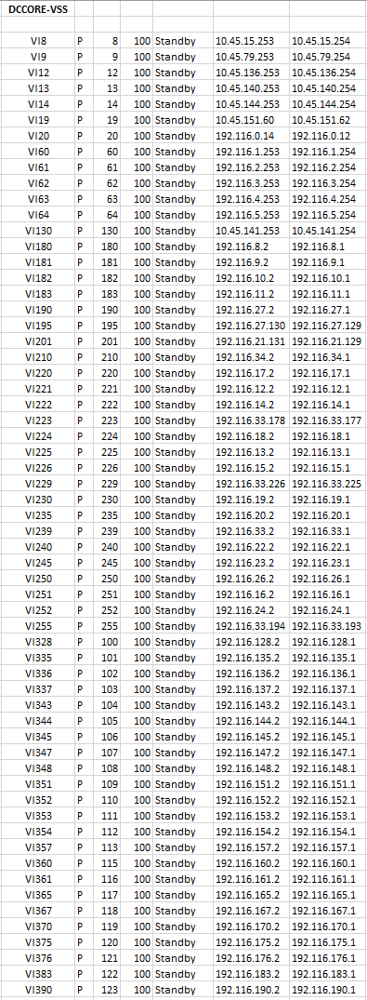 DCCORE-VSS
Vl8 P 8 100 Standby 10.45.15.253 10.45.15.254
Vl9 P 9 100 Standby 10.45.79.253 10.45.79.254
Vl12 P 12 100 Standby 10.45.136.253 10.45.136.254
Vl13 P 13 100 Standby 10.45.140.253 10.45.140.254
Vl14 P 14 100 Standby 10.45.144.253 10.45.144.254
Vl19 P 19 100 Standby 10.45.151.60 10.45.151.62
Vl20 P 20 100 Standby 192.116.0.14 192.116.0.12
Vl60 P 60 100 Standby 192.116.1.253 192.116.1.254
Vl61 P 61 100 Standby 192.116.2.253 192.116.2.254
Vl62 P 62 100 Standby 192.116.3.253 192.116.3.254
Vl63 P 63 100 Standby 192.116.4.253 192.116.4.254
Vl64 P 64 100 Standby 192.116.5.253 192.116.5.254
Vl130 P 130 100 Standby 10.45.141.253 10.45.141.254
Vl180 P 180 100 Standby 192.116.8.2 192.116.8.1
Vl181 P 181 100 Standby 192.116.9.2 192.116.9.1
Vl182 P 182 100 Standby 192.116.10.2 192.116.10.1
Vl183 P 183 100 Standby 192.116.11.2 192.116.11.1
Vl190 P 190 100 Standby 192.116.27.2 192.116.27.1
Vl195 P 195 100 Standby 192.116.27.130 192.116.27.129
Vl201 P 201 100 Standby 192.116.21.131 192.116.21.129
Vl210 P 210 100 Standby 192.116.34.2 192.116.34.1
Vl220 P 220 100 Standby 192.116.17.2 192.116.17.1
Vl221 P 221 100 Standby 192.116.12.2 192.116.12.1
Vl222 P 222 100 Standby 192.116.14.2 192.116.14.1
Vl223 P 223 100 Standby 192.116.33.178 192.116.33.177
Vl224 P 224 100 Standby 192.116.18.2 192.116.18.1
Vl225 P 225 100 Standby 192.116.13.2 192.116.13.1
Vl226 P 226 100 Standby 192.116.15.2 192.116.15.1
Vl229 P 229 100 Standby 192.116.33.226 192.116.33.225
Vl230 P 230 100 Standby 192.116.19.2 192.116.19.1
Vl235 P 235 100 Standby 192.116.20.2 192.116.20.1
Vl239 P 239 100 Standby 192.116.33.2 192.116.33.1
Vl240 P 240 100 Standby 192.116.22.2 192.116.22.1
Vl245 P 245 100 Standby 192.116.23.2 192.116.23.1
Vl250 P 250 100 Standby 192.116.26.2 192.116.26.1
Vl251 P 251 100 Standby 192.116.16.2 192.116.16.1
Vl252 P 252 100 Standby 192.116.24.2 192.116.24.1
Vl255 P 255 100 Standby 192.116.33.194 192.116.33.193
Vl328 P 100 100 Standby 192.116.128.2 192.116.128.1
Vl335 P 101 100 Standby 192.116.135.2 192.116.135.1
Vl336 P 102 100 Standby 192.116.136.2 192.116.136.1
Vl337 P 103 100 Standby 192.116.137.2 192.116.137.1
Vl343 P 104 100 Standby 192.116.143.2 192.116.143.1
Vl344 P 105 100 Standby 192.116.144.2 192.116.144.1
Vl345 P 106 100 Standby 192.116.145.2 192.116.145.1
Vl347 P 107 100 Standby 192.116.147.2 192.116.147.1
Vl348 P 108 100 Standby 192.116.148.2 192.116.148.1
Vl351 P 109 100 Standby 192.116.151.2 192.116.151.1
Vl352 P 110 100 Standby 192.116.152.2 192.116.152.1
Vl353 P 111 100 Standby 192.116.153.2 192.116.153.1
Vl354 P 112 100 Standby 192.116.154.2 192.116.154.1
Vl357 P 113 100 Standby 192.116.157.2 192.116.157.1
Vl360 P 115 100 Standby 192.116.160.2 192.116.160.1
Vl361 P 116 100 Standby 192.116.161.2 192.116.161.1
Vl365 P 117 100 Standby 192.116.165.2 192.116.165.1
Vl367 P 118 100 Standby 192.116.167.2 192.116.167.1
Vl370 P 119 100 Standby 192.116.170.2 192.116.170.1
Vl375 P 120 100 Standby 192.116.175.2 192.116.175.1
Vl376 P 121 100 Standby 192.116.176.2 192.116.176.1
Vl383 P 122 100 Standby 192.116.183.2 192.116.183.1
Vl390 P 123 100 Standby 192.116.190.2 192.116.190.1